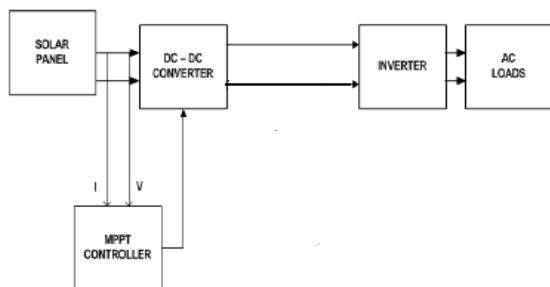 SOLAR
PANEL
DC – DC
CONVERTER
INVERTER
AC
LOADS
I
V
MPPT
CONTROLLER